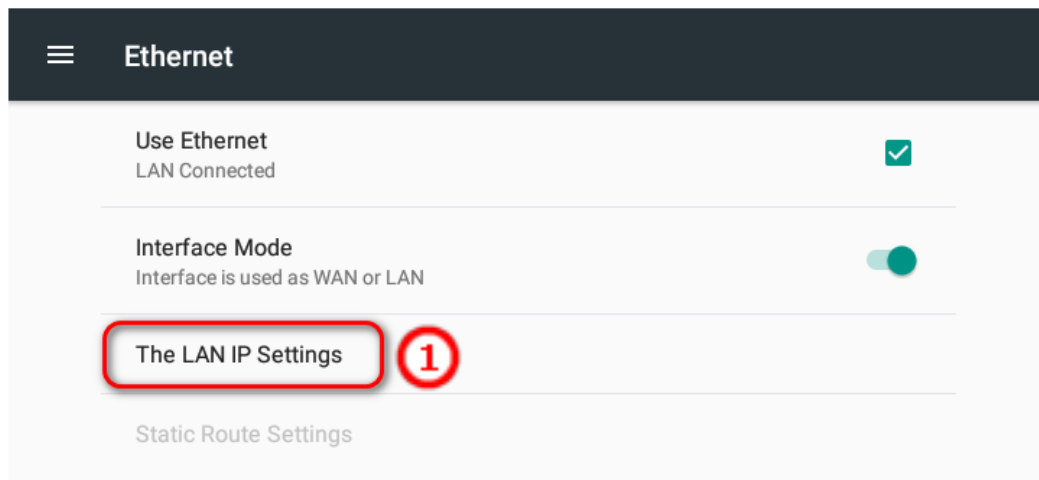 Ethernet
Use Ethernet
LAN Connected
Interface Mode
Interface is used as WAN or LAN
The LAN IP Settings
1
Static Route Settings